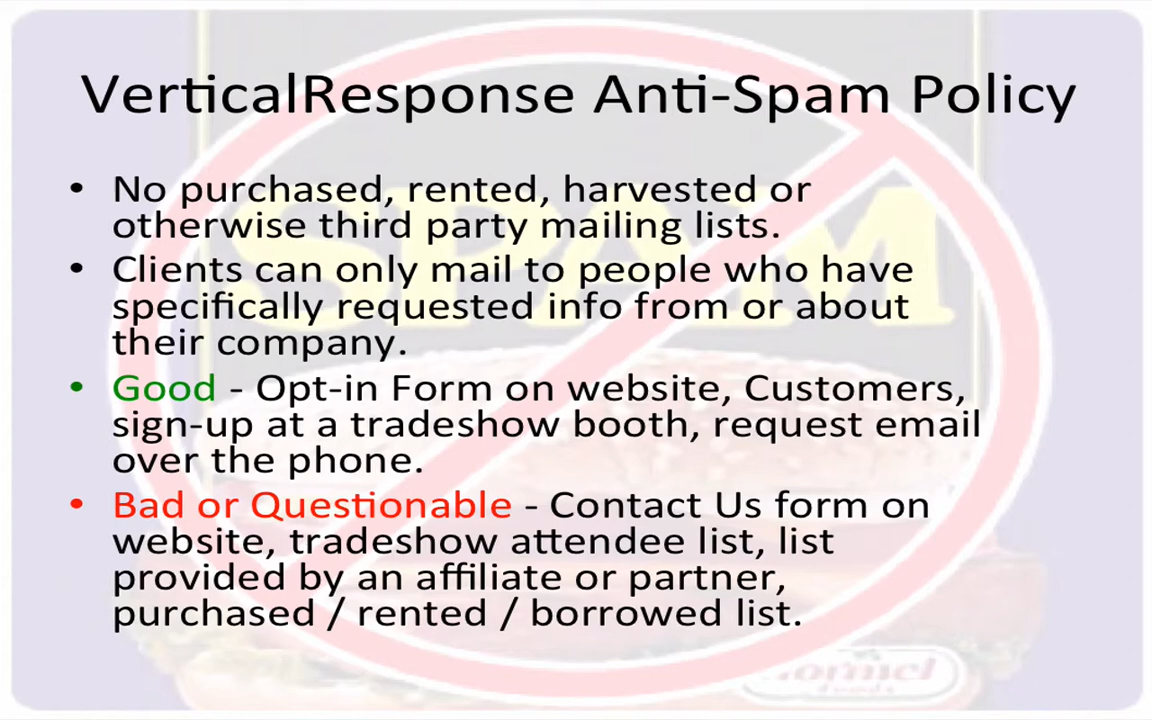 VerticalResponse Anti-Spam Policy
• No purchased, rented, harvested or
otherwise third party mailing lists.
• Clients can only mail to people who have
specifically requested info from or about
their company.
• Good - Opt-in Form on website, Customers,
sign-up at a tradeshow booth, request email
over the phone.
• Bad or Questionable - Contact Us form on
website, tradeshow attendee list, list
provided by an affiliate or partner,
purchased / rented / borrowed list.
SPAM
Hormel
Foods